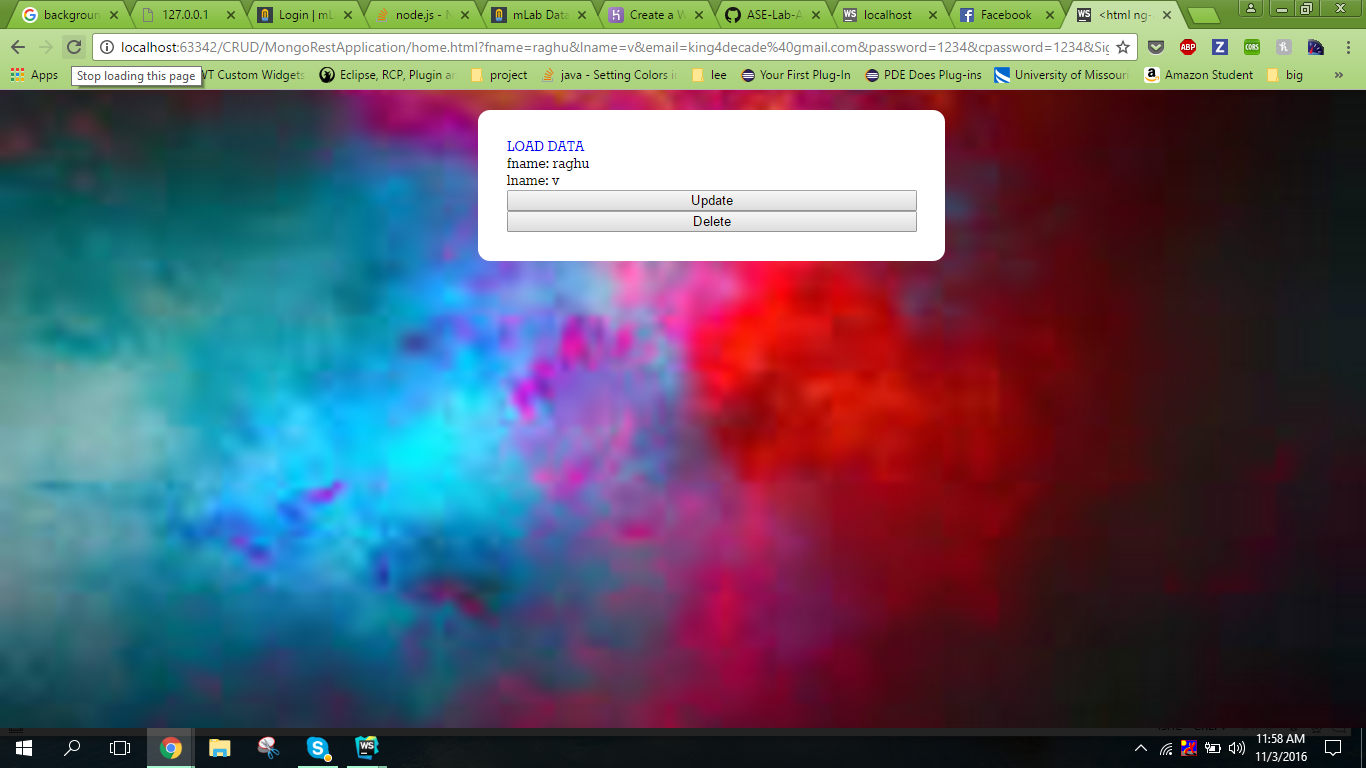 backgroun
127.0.0.1
Login | mL
node.js - N
mLab Data
Create a W
ASE-Lab-A
localhost
Facebook
<html ng-
localhost:63342/CRUD/MongoRestApplication/home.html?fname=raghu&lname=v&email=king4decade%40gmail.com&password=1234&cpassword=1234&Sig
ABP
Z
CORS
Apps
Stop loading this page
WT Custom Widgets
Eclipse, RCP, Plugin a
project
java - Setting Colors i
lee
Your First Plug-In
PDE Does Plug-ins
University of Missour
Amazon Student
big
»
LOAD DATA
fname: raghu
lname: v
Update
Delete
11:58 AM
11/3/2016